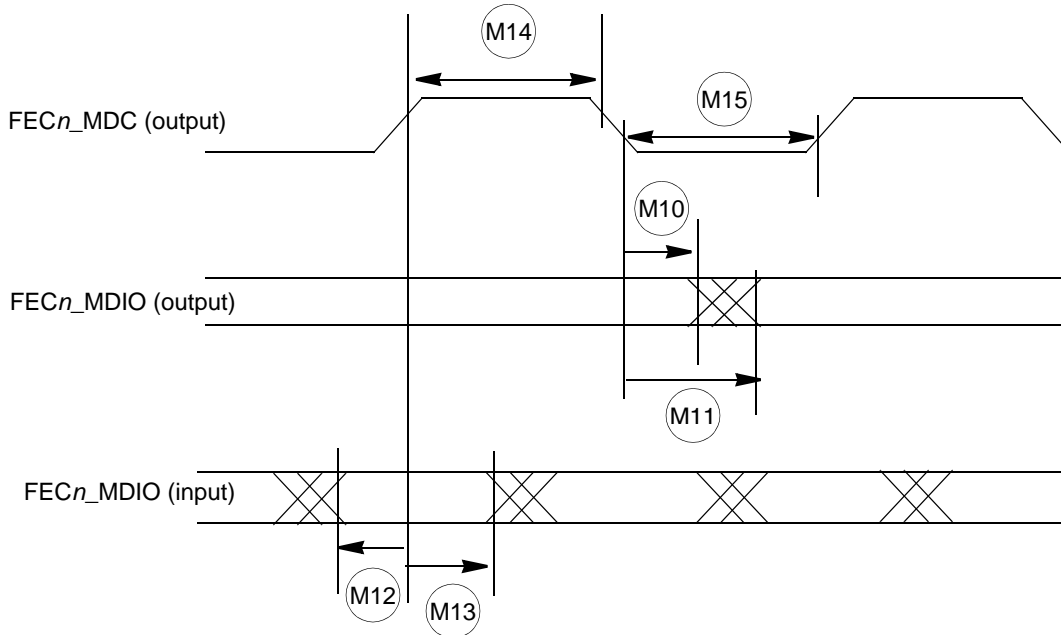 M14
FECn_MDC (output)
M15
M10
FECn_MDIO (output)
M11
FECn_MDIO (input)
M12
M13